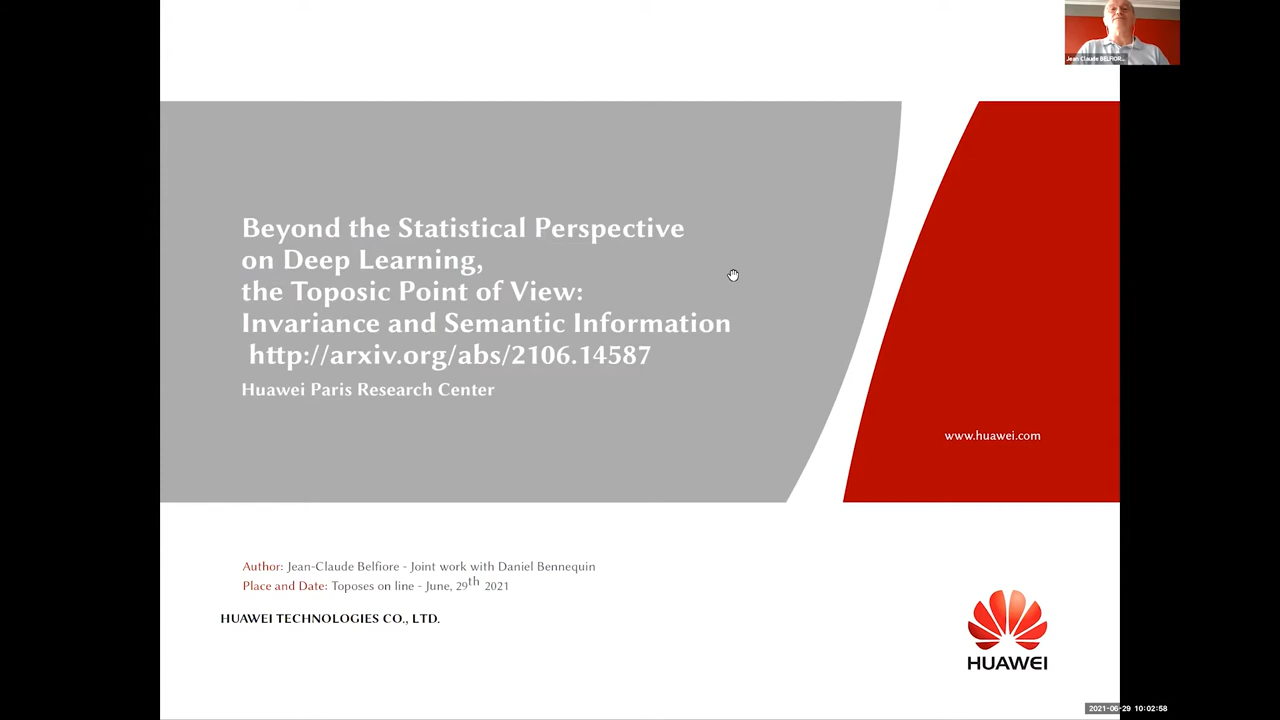 Jean Claude BELFIOR...
Beyond the Statistical Perspective
on Deep Learning,
the Toposic Point of View:
Invariance and Semantic Information
http://arxiv.org/abs/2106.14587
Huawei Paris Research Center
www.huawei.com
Author: Jean-Claude Belfiore - Joint work with Daniel Bennequin
Place and Date: Toposes on line - June, 29th 2021
HUAWEI TECHNOLOGIES CO., LTD.
HUAWEI
2021-06-29 10:02:58